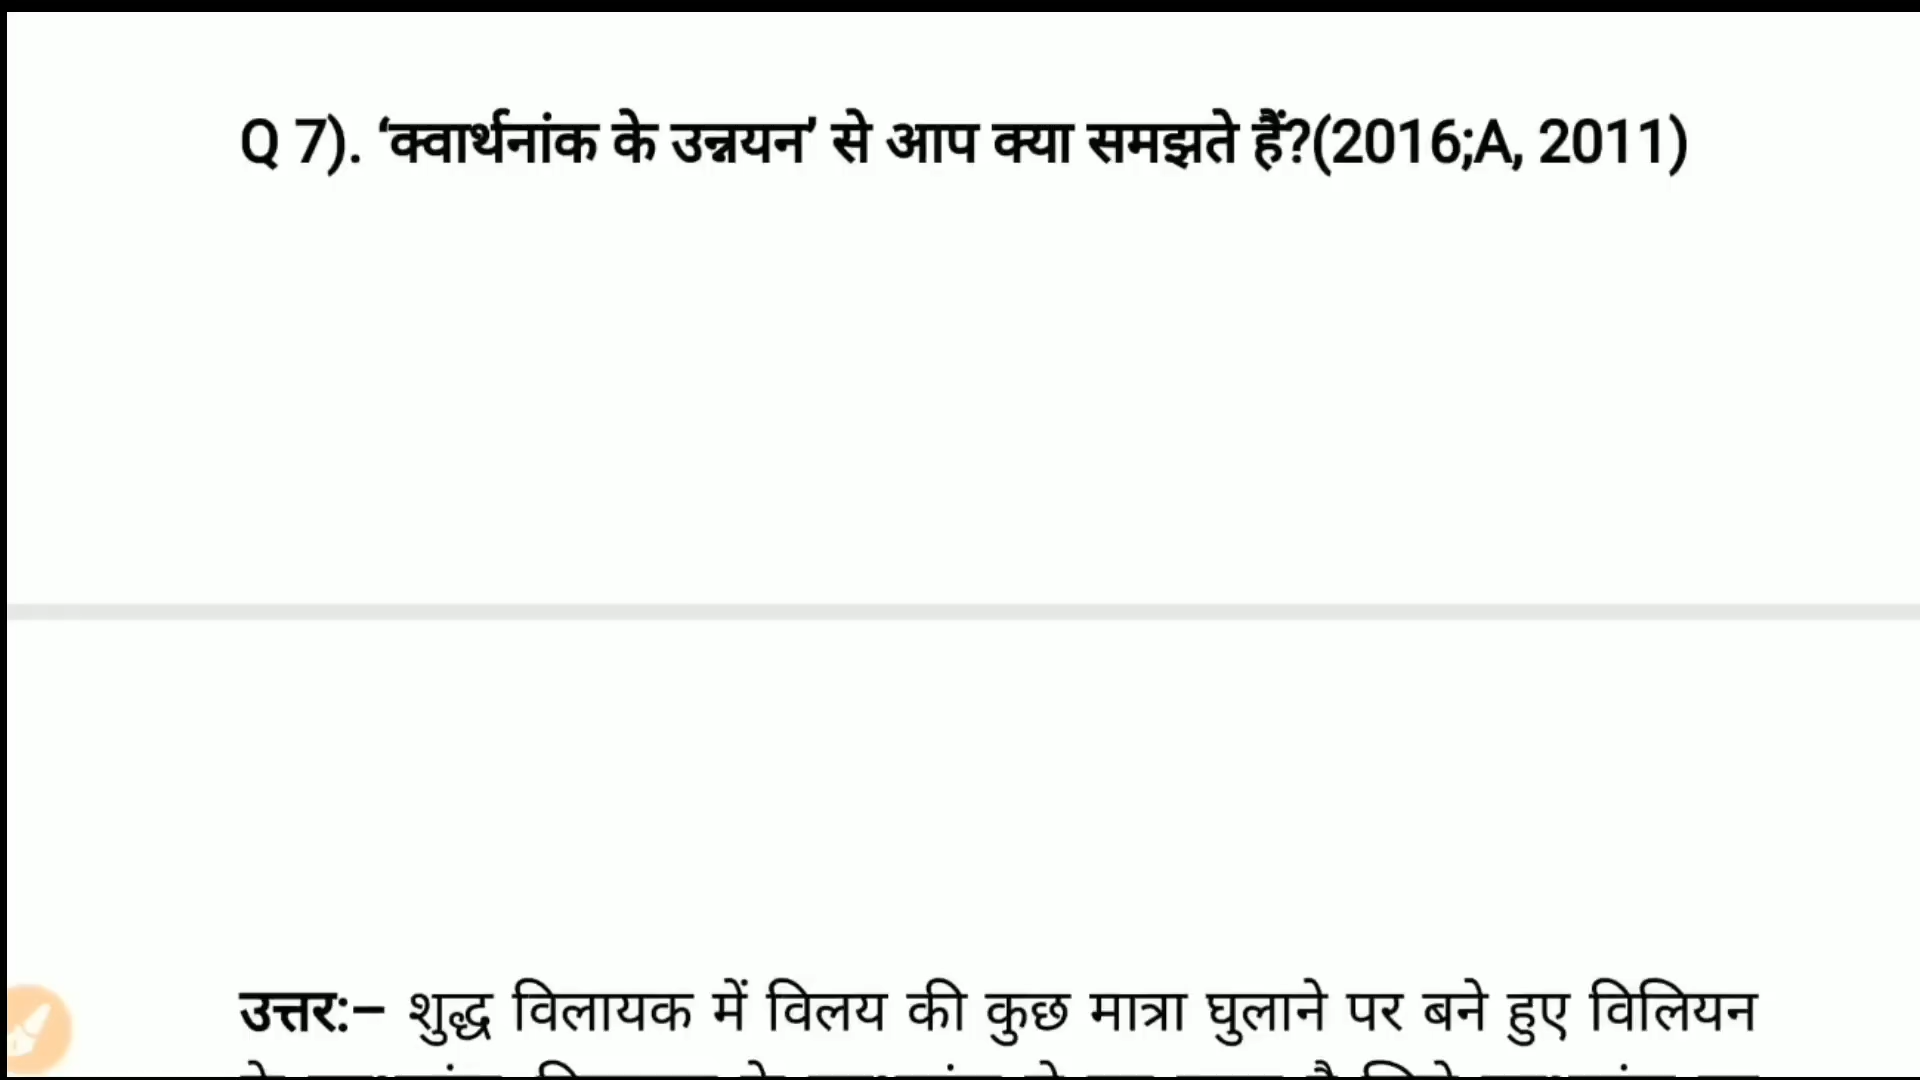 Q 7). ‘क्वार्थनांक के उन्नयन’ से आप क्या समझते हैं?(2016;A, 2011)
उत्तर:– शुद्ध विलायक में विलय की कुछ मात्रा घुलाने पर बने हुए विलियन